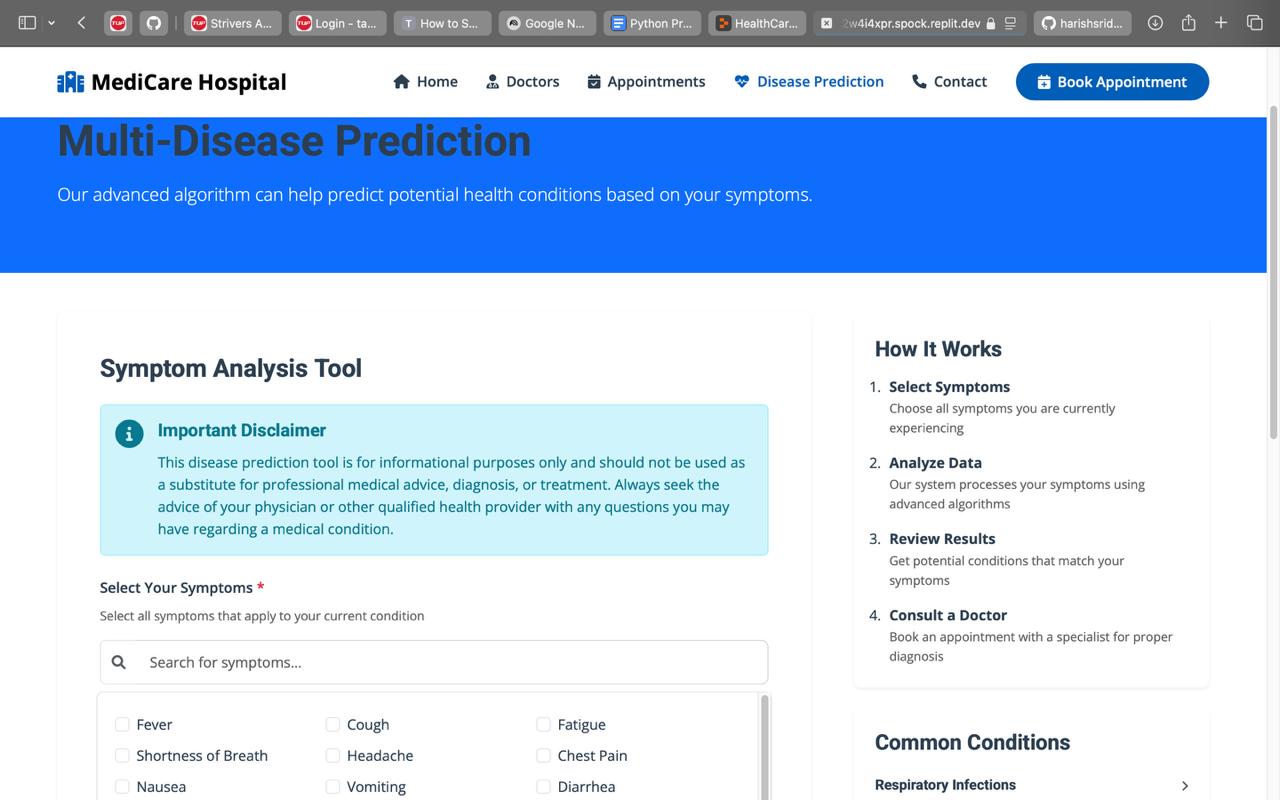 Strivers A...
Login - ta...
How to S...
Google N...
Python Pr...
HealthCar...
2w4i4xpr.spock.replit.dev
harishsrid...
MediCare Hospital
Home
Doctors
Appointments
Disease Prediction
Contact
Book Appointment
Multi-Disease Prediction
Our advanced algorithm can help predict potential health conditions based on your symptoms.
Symptom Analysis Tool
Important Disclaimer
This disease prediction tool is for informational purposes only and should not be used as
a substitute for professional medical advice, diagnosis, or treatment. Always seek the
advice of your physician or other qualified health provider with any questions you may
have regarding a medical condition.
Select Your Symptoms *
Select all symptoms that apply to your current condition
Search for symptoms...
Fever
Cough
Fatigue
Shortness of Breath
Headache
Chest Pain
Nausea
Vomiting
Diarrhea
How It Works
1. Select Symptoms
Choose all symptoms you are currently
experiencing
2. Analyze Data
Our system processes your symptoms using
advanced algorithms
3. Review Results
Get potential conditions that match your
symptoms
4. Consult a Doctor
Book an appointment with a specialist for proper
diagnosis
Common Conditions
Respiratory Infections